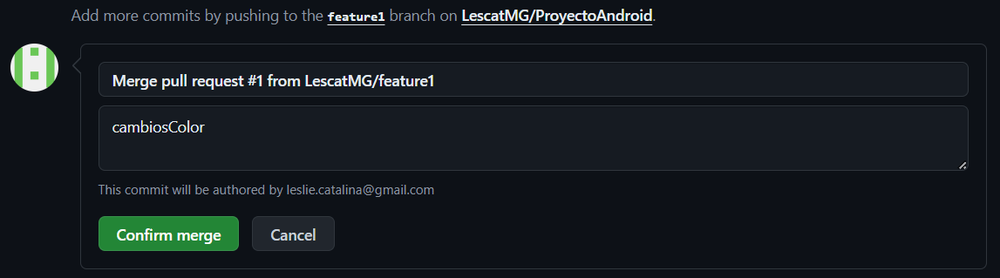 Add more commits by pushing to the feature1 branch on LescatMG/ProyectoAndroid.
Merge pull request #1 from LescatMG/feature1
cambiosColor
This commit will be authored by leslie.catalina@gmail.com
Confirm merge
Cancel